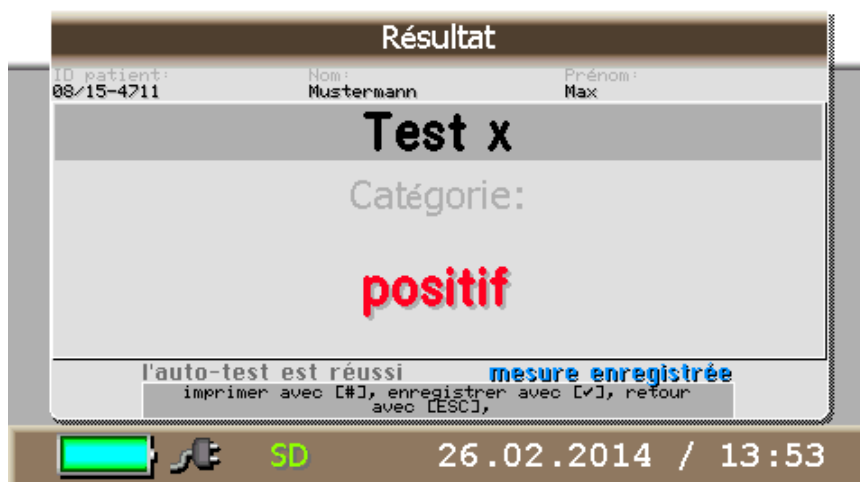 Résultat
ID patient: Nom: Prénom:
08/15-4711 Mustermann Max
Test x
Catégorie:
positif
l'auto-test est réussi mesure enregistrée
imprimer avec [#], enregistrer avec [✓], retour
avec [ESC],
SD 26.02.2014 / 13:53